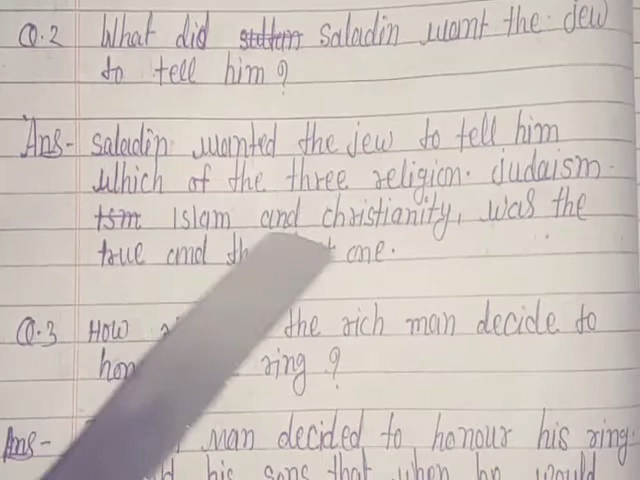 Q.2 What did saladin want the jew
to tell him?
Ans- saladin wanted the jew to tell him
which of the three religion. Judaism.
Islam and christianity, was the
true and one.
Q.3 How the rich man decide to
ring?
Ans- man decided to honour his ring.
his sons that when he would